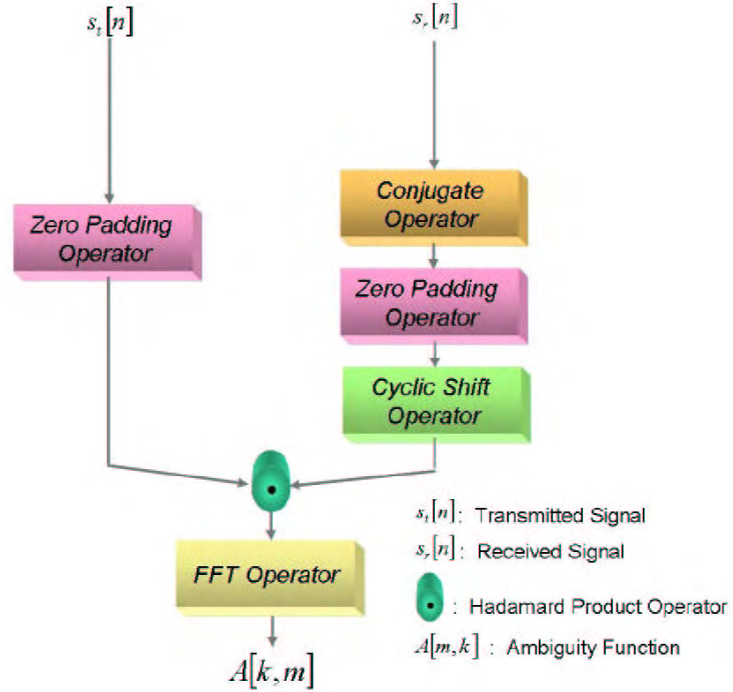 s_t[n]
s_r[n]
Conjugate
Operator
Zero Padding
Operator
Zero Padding
Operator
Cyclic Shift
Operator
FFT Operator
A[k,m]
s_t[n]: Transmitted Signal
s_r[n]: Received Signal
: Hadamard Product Operator
A[m,k] : Ambiguity Function